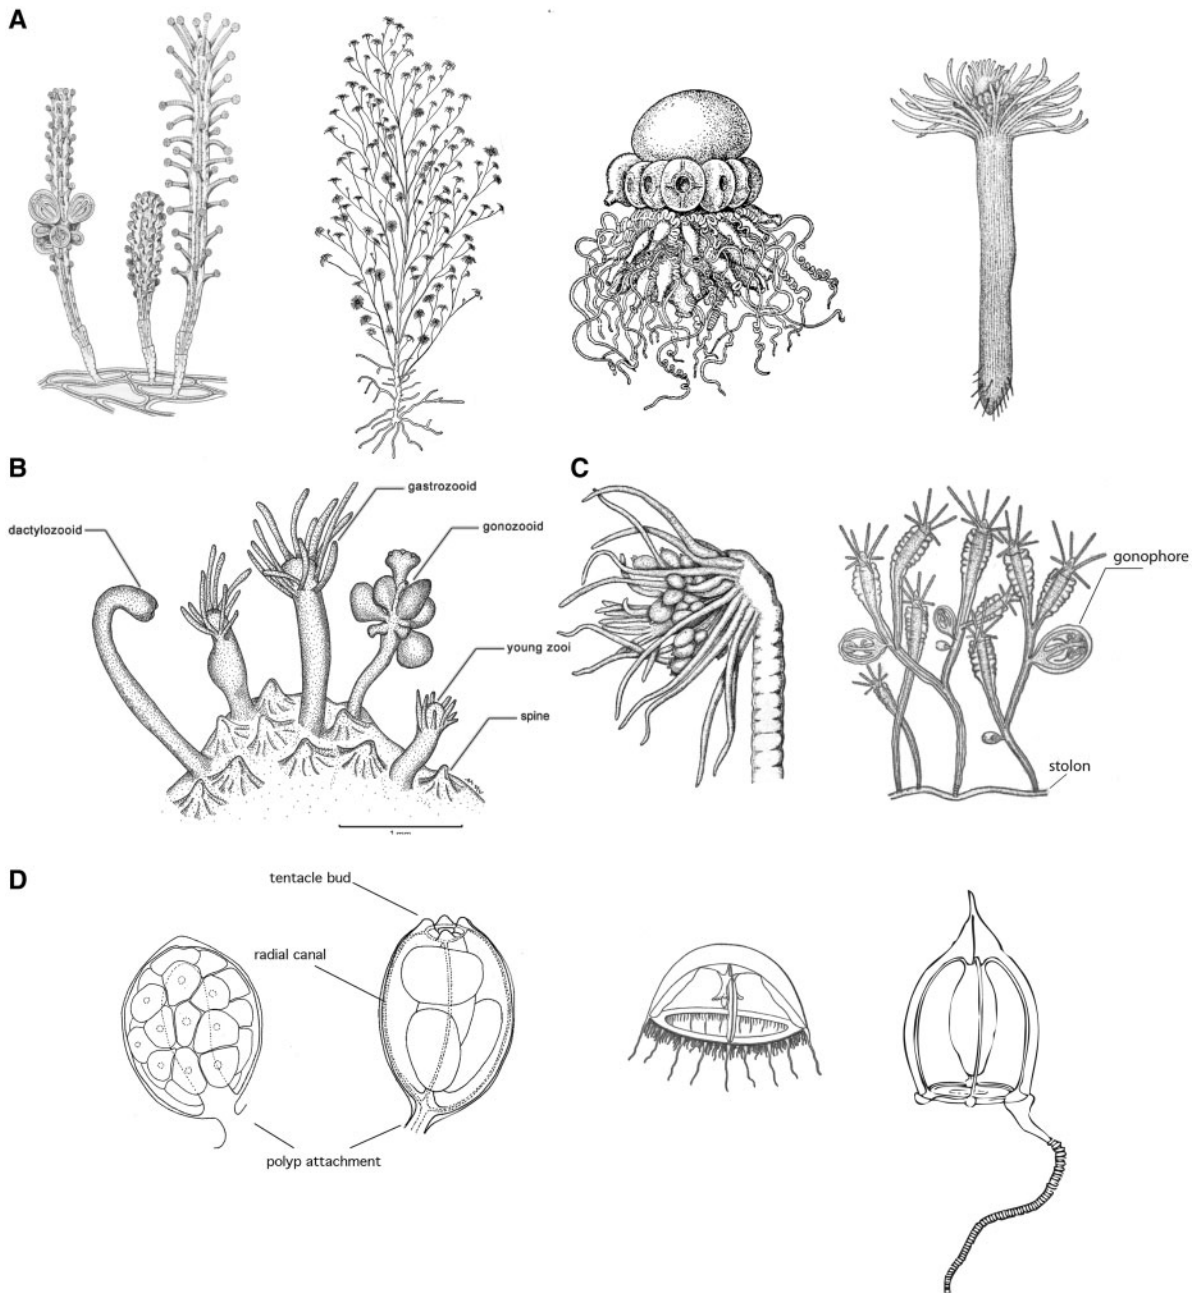 A
B
gastrozooid
dactylozooid
gonozooid
young zooi
spine
C
gonophore
stolon
D
tentacle bud
radial canal
polyp attachment